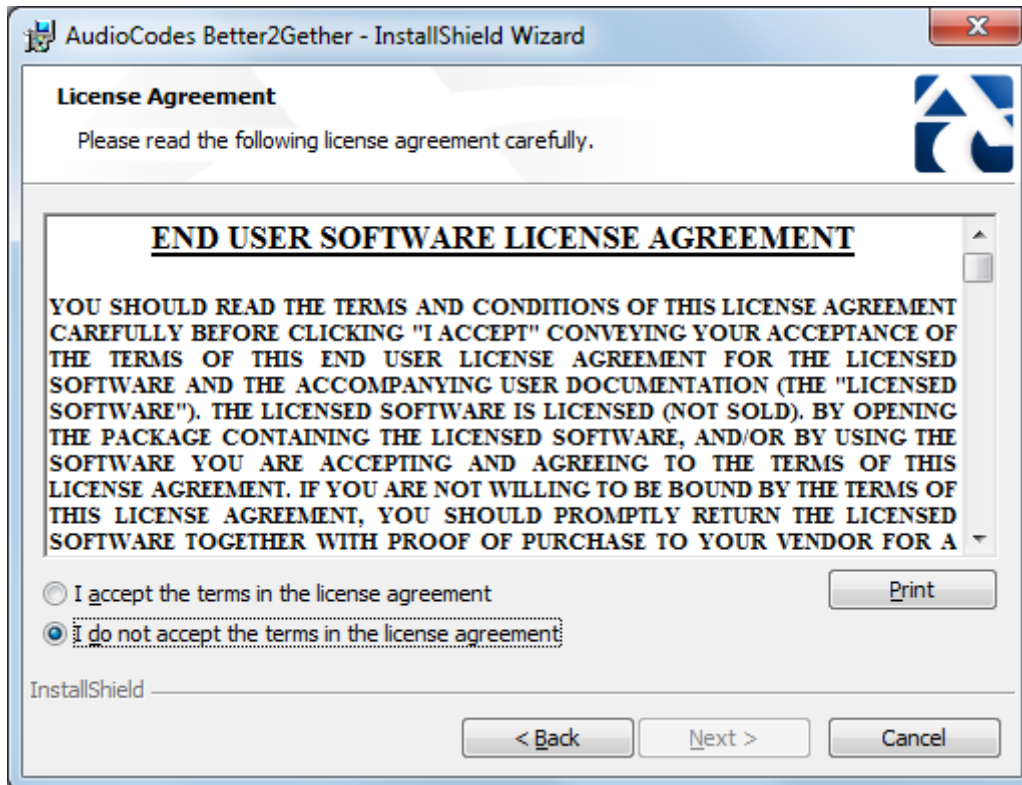 AudioCodes Better2Gether - InstallShield Wizard
License Agreement
Please read the following license agreement carefully.
END USER SOFTWARE LICENSE AGREEMENT
YOU SHOULD READ THE TERMS AND CONDITIONS OF THIS LICENSE AGREEMENT
CAREFULLY BEFORE CLICKING "I ACCEPT" CONVEYING YOUR ACCEPTANCE OF
THE TERMS OF THIS END USER LICENSE AGREEMENT FOR THE LICENSED
SOFTWARE AND THE ACCOMPANYING USER DOCUMENTATION (THE "LICENSED
SOFTWARE"). THE LICENSED SOFTWARE IS LICENSED (NOT SOLD). BY OPENING
THE PACKAGE CONTAINING THE LICENSED SOFTWARE, AND/OR BY USING THE
SOFTWARE YOU ARE ACCEPTING AND AGREEING TO THE TERMS OF THIS
LICENSE AGREEMENT. IF YOU ARE NOT WILLING TO BE BOUND BY THE TERMS OF
THIS LICENSE AGREEMENT, YOU SHOULD PROMPTLY RETURN THE LICENSED
SOFTWARE TOGETHER WITH PROOF OF PURCHASE TO YOUR VENDOR FOR A
I accept the terms in the license agreement
Print
I do not accept the terms in the license agreement
InstallShield
< Back
Next >
Cancel